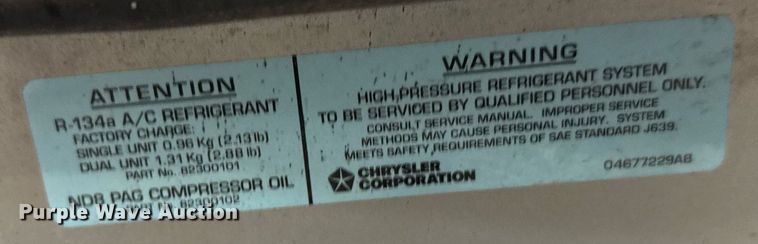 ATTENTION
R-134a A/C REFRIGERANT
FACTORY CHARGE:
SINGLE UNIT 0.96 Kg (2.13 lb)
DUAL UNIT 1.31 Kg (2.88 lb)
PART No. 82300101
ND8 PAG COMPRESSOR OIL
PART No. 82300102
WARNING
HIGH PRESSURE REFRIGERANT SYSTEM
TO BE SERVICED BY QUALIFIED PERSONNEL ONLY.
CONSULT SERVICE MANUAL. IMPROPER SERVICE
METHODS MAY CAUSE PERSONAL INJURY. SYSTEM
MEETS SAFETY REQUIREMENTS OF SAE STANDARD J639.
CHRYSLER
CORPORATION
04677229AB
Purple Wave Auction